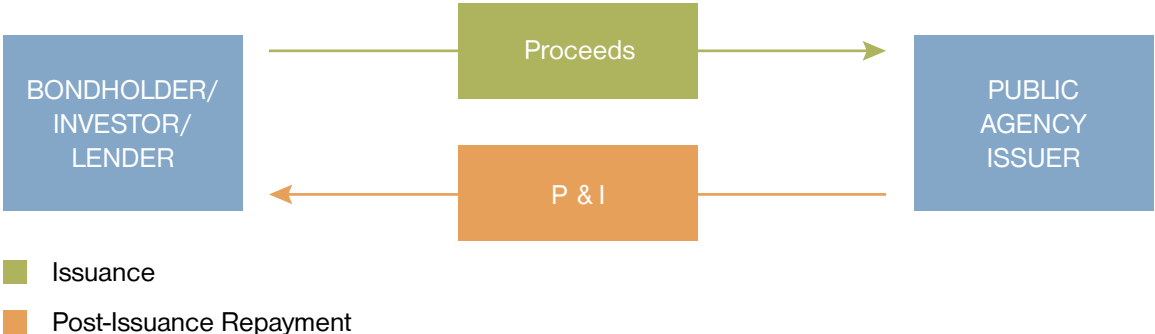 Proceeds
BONDHOLDER/
INVESTOR/
LENDER
PUBLIC
AGENCY
ISSUER
P & I
Issuance
Post-Issuance Repayment